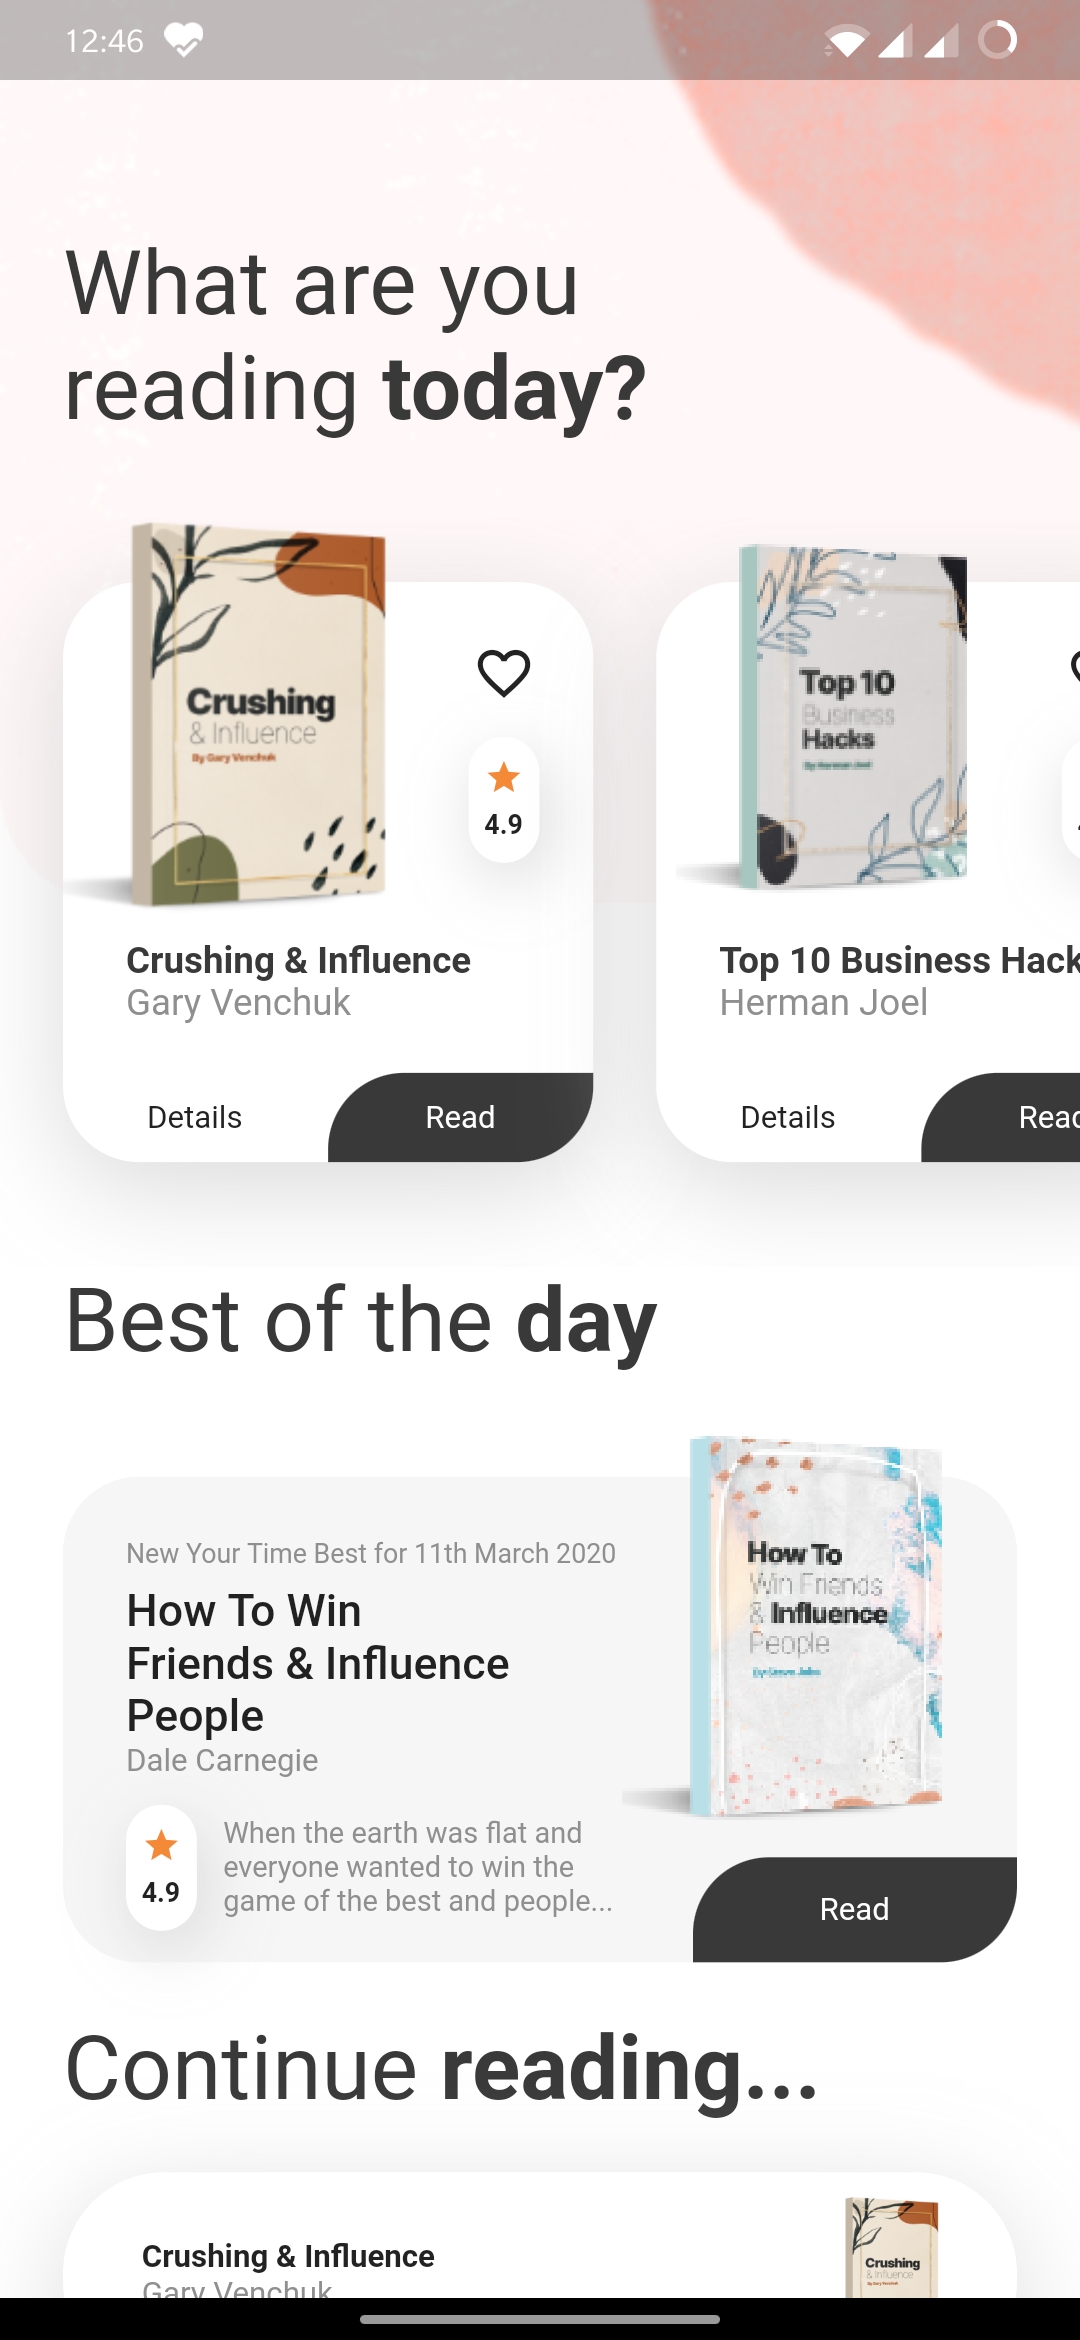 12:46
What are you
reading today?
Crushing
& Influence
By Gary Venchuk
4.9
Crushing & Influence
Gary Venchuk
Details
Read
Top 10
Business
Hacks
By Herman Joel
Top 10 Business Hack
Herman Joel
Details
Read
Best of the day
New Your Time Best for 11th March 2020
How To Win
Friends & Influence
People
Dale Carnegie
4.9
When the earth was flat and
everyone wanted to win the
game of the best and people...
How To
Win Friends
& Influence
People
Read
Continue reading...
Crushing & Influence
Gary Venchuk
Crushing
& Influence
By Gary Venchuk